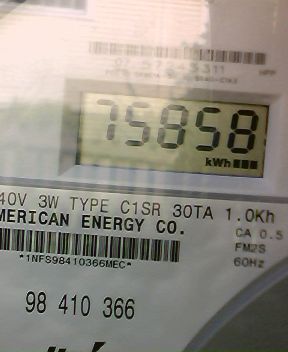 75858
kWh
40V 3W TYPE C1SR 30TA 1.0Kh
MERICAN ENERGY CO.
CA 0.5
*1NFS98410366MEC*
FM2S
60Hz
98 410 366